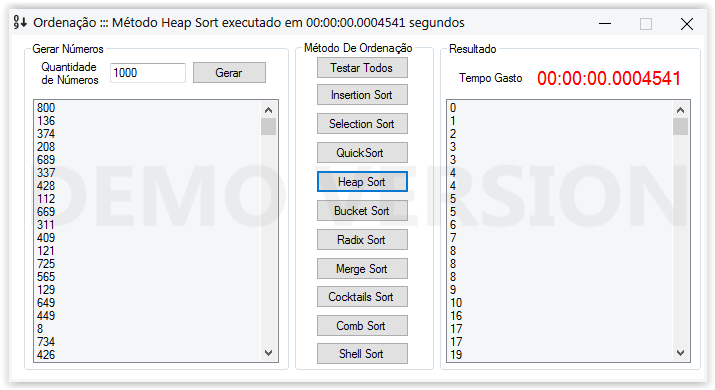 Ordenação ::: Método Heap Sort executado em 00:00:00.0004541 segundos
Gerar Números
Quantidade
de Números
1000
Gerar
800
136
374
208
689
337
428
112
669
311
409
121
725
565
129
649
449
8
734
426
Método De Ordenação
Testar Todos
Insertion Sort
Selection Sort
QuickSort
Heap Sort
Bucket Sort
Radix Sort
Merge Sort
Cocktails Sort
Comb Sort
Shell Sort
Resultado
Tempo Gasto 00:00:00.0004541
0
1
2
3
3
4
4
5
5
6
7
8
8
8
9
10
16
17
17
19
DEMO VERSION